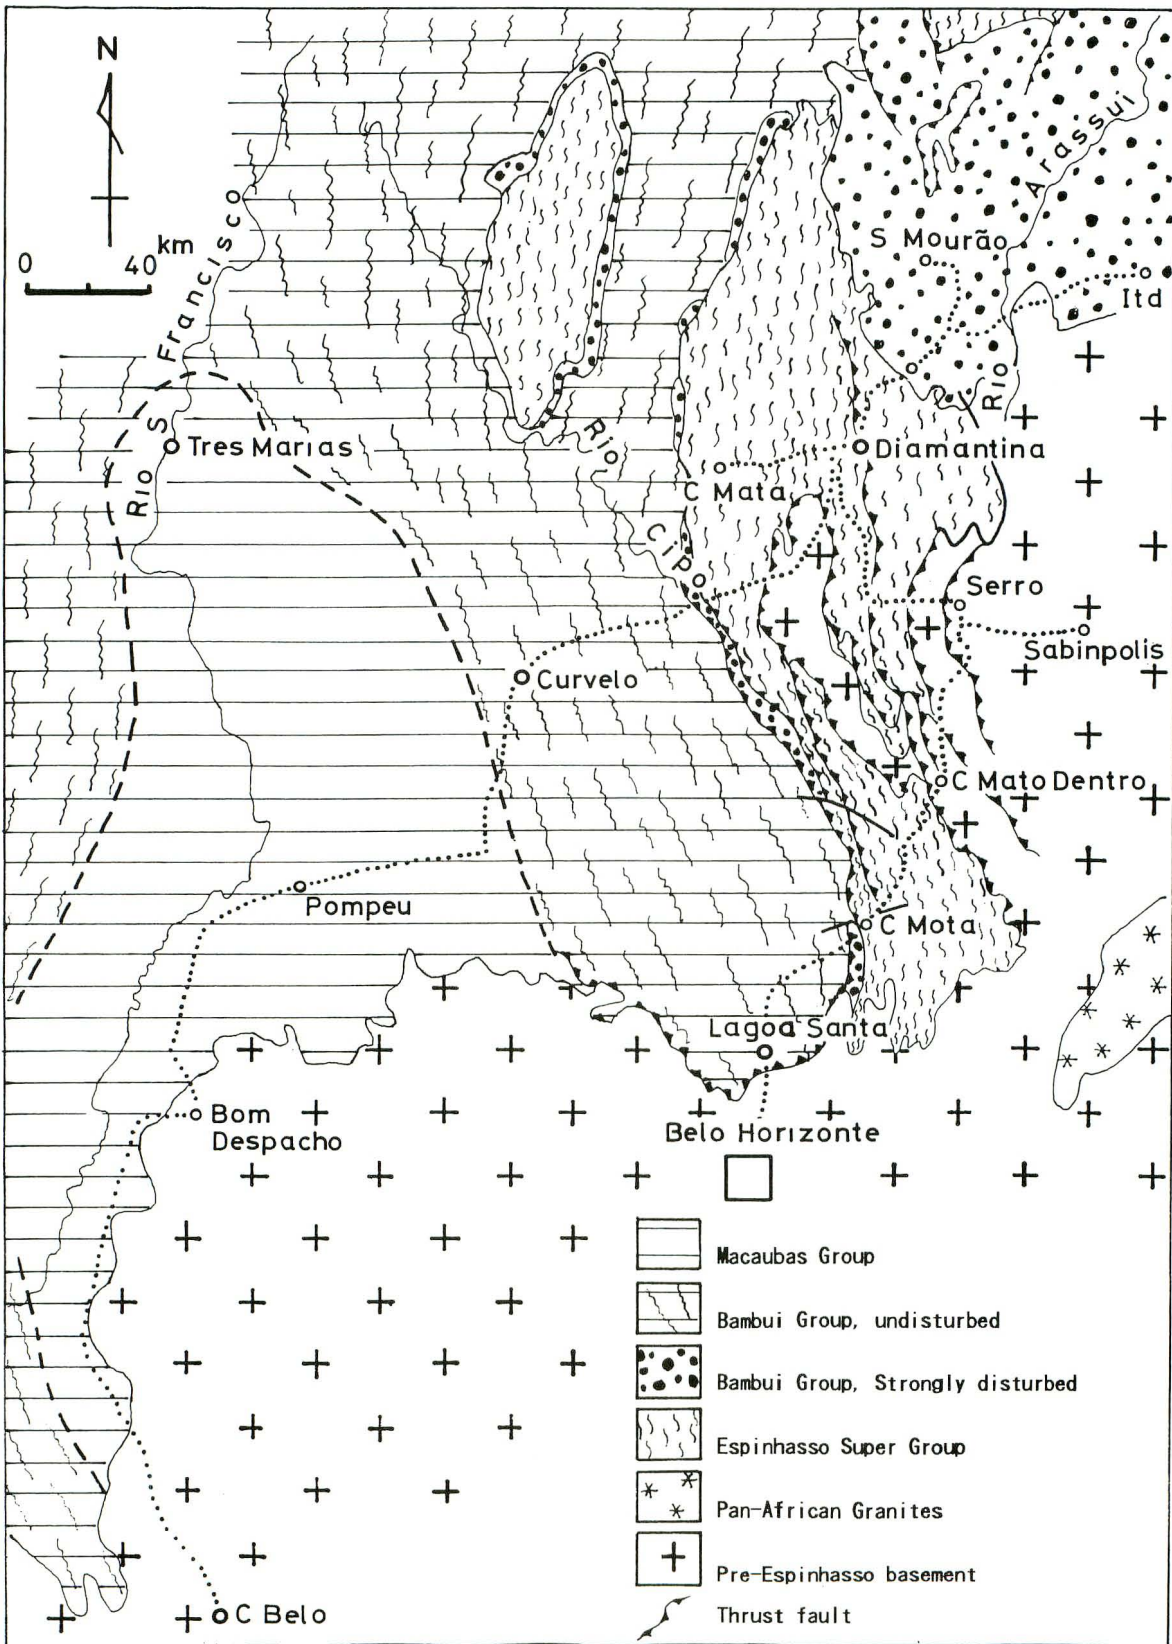 N
km
0 40
Rio S Francisco
Rio Arassui
S Mourão
Itd
Tres Marias
Rio Cipo
Diamantina
C Mata
Serro
Sabinpolis
Curvelo
C Mato Dentro
Pompeu
C Mota
Lagoa Santa
Bom
Despacho
Belo Horizonte
Macaubas Group
Bambui Group, undisturbed
Bambui Group, Strongly disturbed
Espinhasso Super Group
Pan-African Granites
Pre-Espinhasso basement
Thrust fault
C Belo